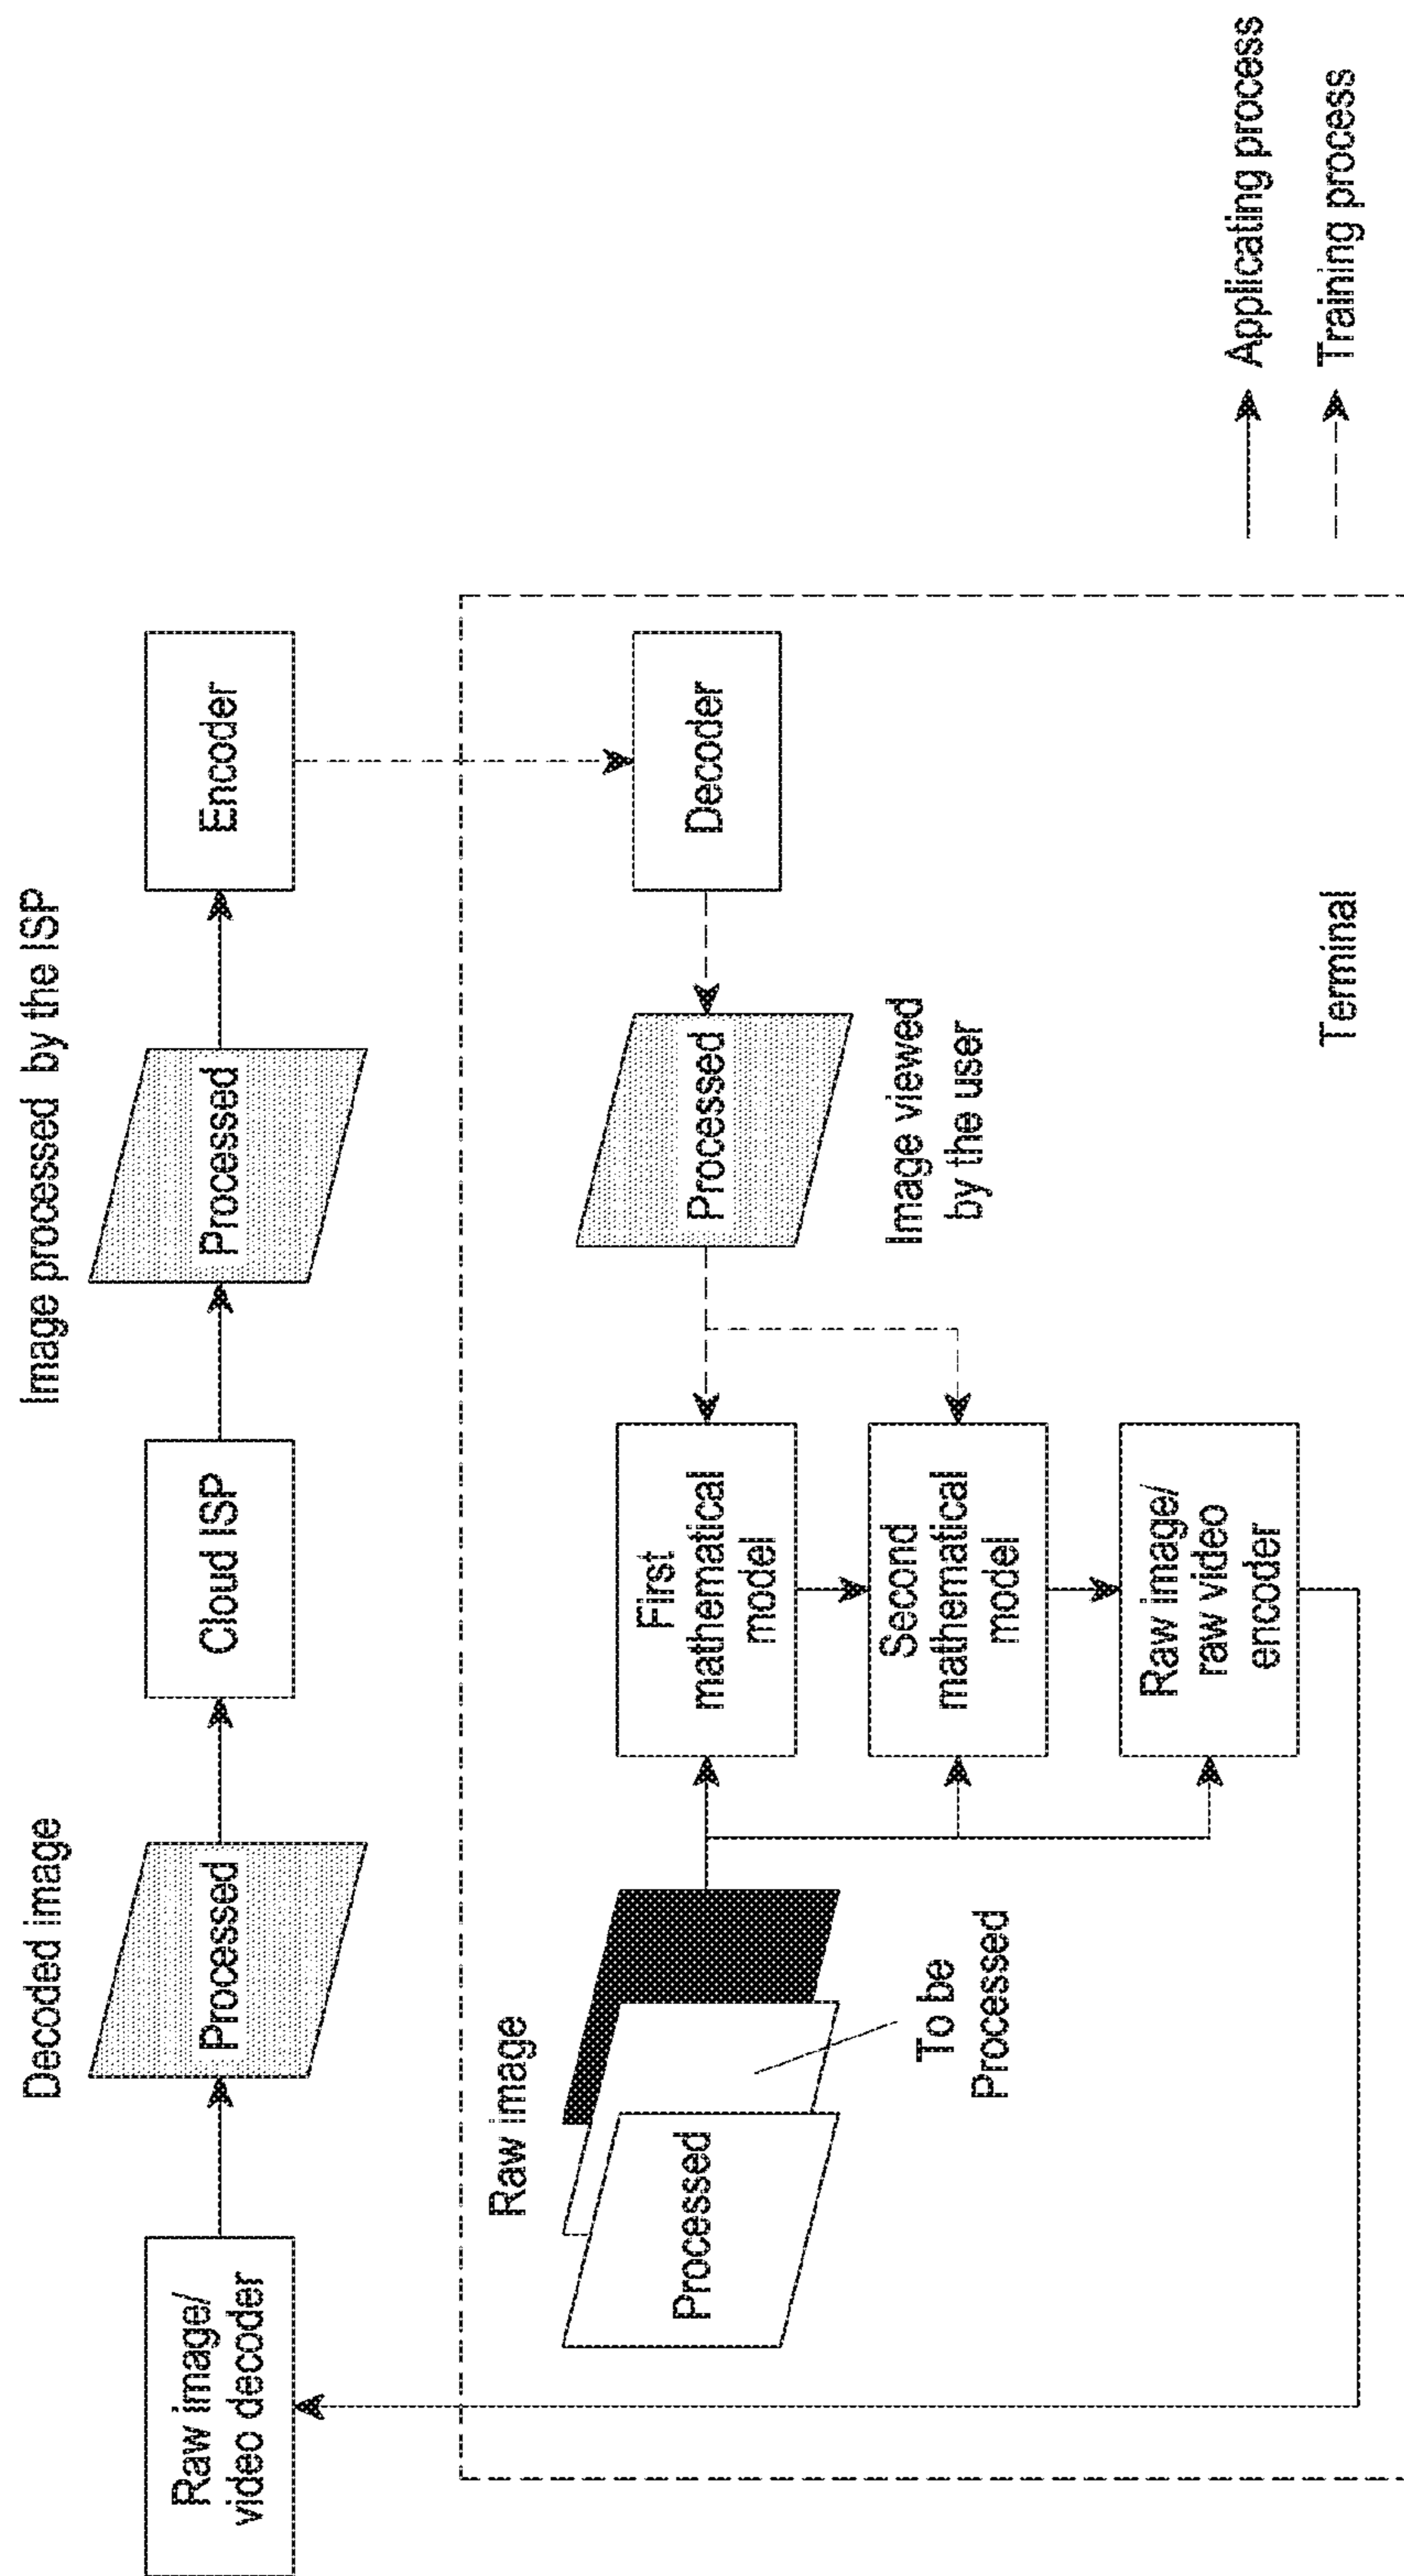 Decoded image
Image processed by the ISP
Raw image/
video decoder
Processed
Cloud ISP
Processed
Encoder
Raw image
Processed
To be
Processed
First
mathematical
model
Second
mathematical
model
Raw image/
raw video
encoder
Processed
Image viewed
by the user
Decoder
Terminal
Applicating process
Training process